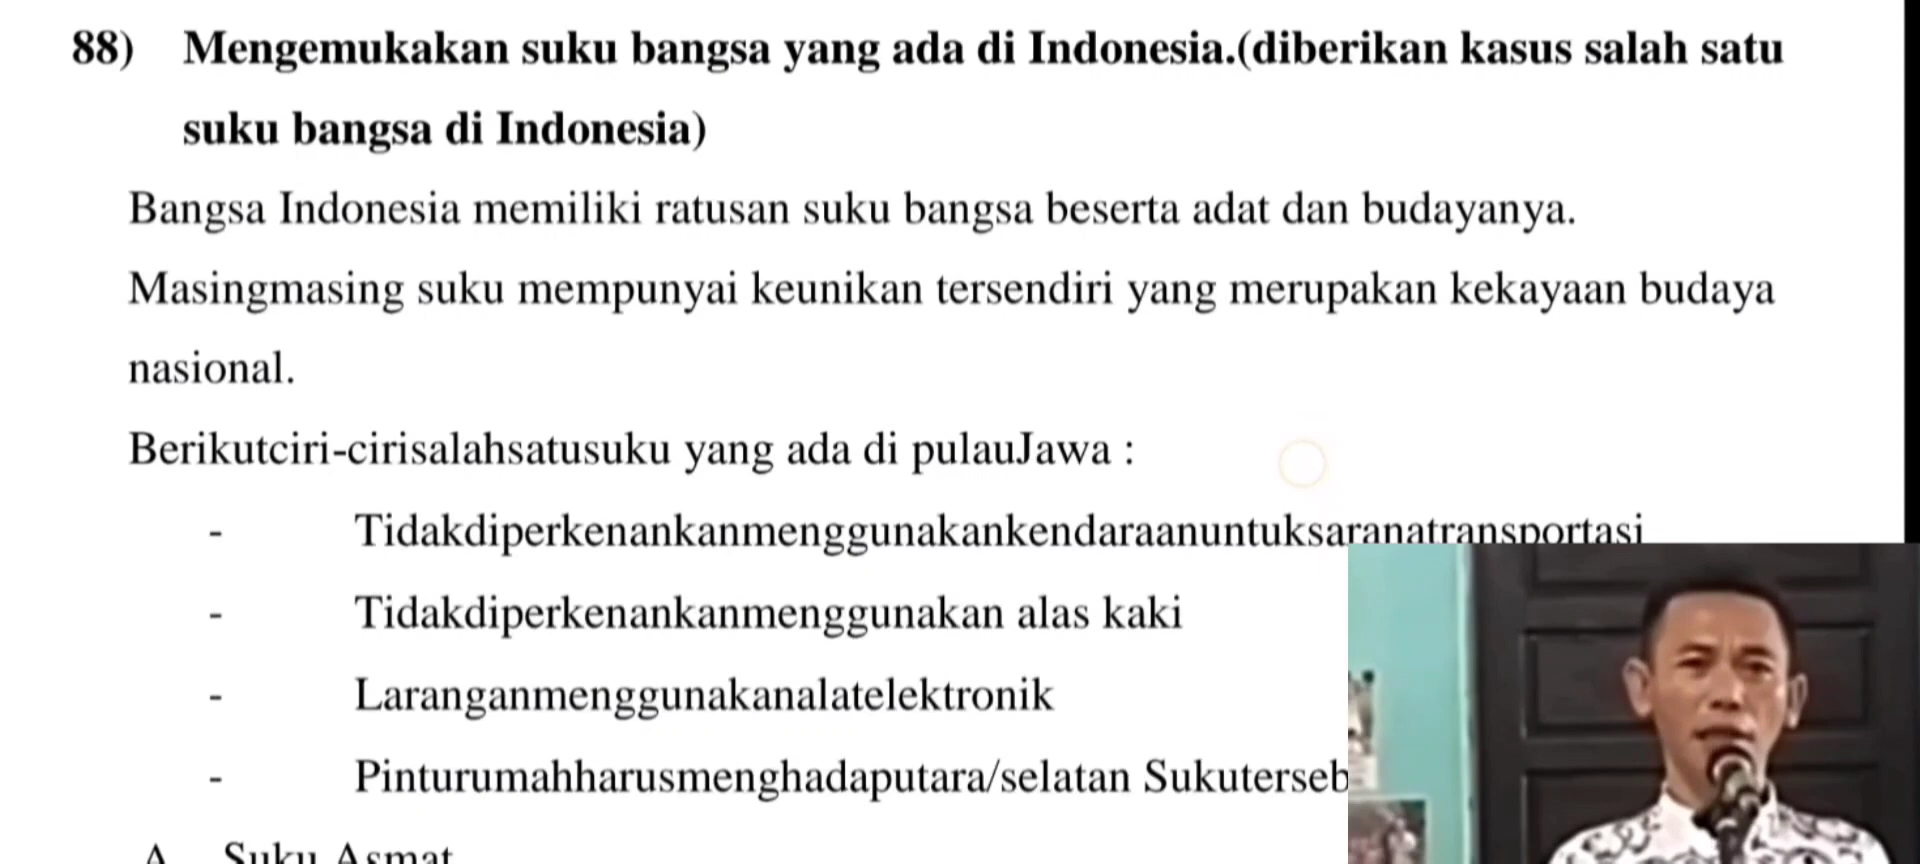 88) Mengemukakan suku bangsa yang ada di Indonesia.(diberikan kasus salah satu
suku bangsa di Indonesia)
Bangsa Indonesia memiliki ratusan suku bangsa beserta adat dan budayanya.
Masingmasing suku mempunyai keunikan tersendiri yang merupakan kekayaan budaya
nasional.
Berikutciri-cirisalahsatusuku yang ada di pulauJawa :
- Tidakdiperkenankanmenggunakankendaraanuntuksaranatransportasi
- Tidakdiperkenankanmenggunakan alas kaki
- Laranganmenggunakanalatelektronik
- Pinturumahharusmenghadaputara/selatan Sukuterseb
A Suku Asmat